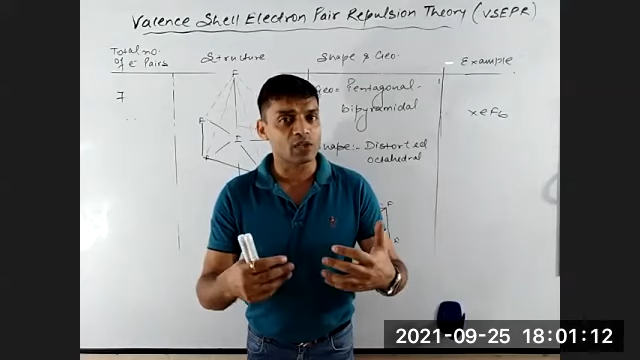 Valence Shell Electron Pair Repulsion Theory (VSEPR)
Total no. of e⁻ Pairs
Structure
Shape & Geo.
Example
7
F
F
F
I
Geo = Pentagonal-
bipyramidal
XeF6
Shape:- Distorted
octahedral
F
2021-09-25 18:01:12